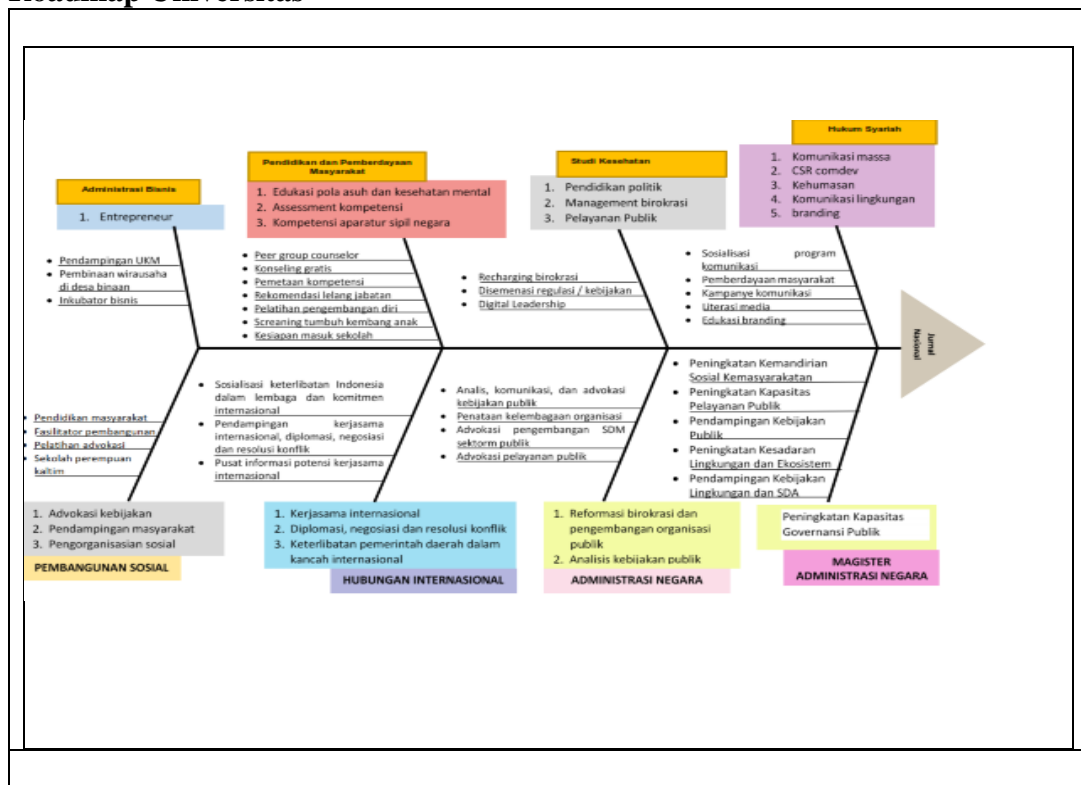 Roadmap Universitas
Hukum Syariah
1. Komunikasi massa
2. CSR comdev
3. Kehumasan
4. Komunikasi lingkungan
5. branding
Studi Kesehatan
1. Pendidikan politik
2. Management birokrasi
3. Pelayanan Publik
Pendidikan dan Pemberdayaan
Masyarakat
1. Edukasi pola asuh dan kesehatan mental
2. Assessment kompetensi
3. Kompetensi aparatur sipil negara
Administrasi Bisnis
1. Entrepreneur
• Pendampingan UKM
• Pembinaan wirausaha
di desa binaan
• Inkubator bisnis
• Peer group counselor
• Konseling gratis
• Pemetaan kompetensi
• Rekomendasi lelang jabatan
• Pelatihan pengembangan diri
• Screaning tumbuh kembang anak
• Kesiapan masuk sekolah
• Recharging birokrasi
• Disemenasi regulasi / kebijakan
• Digital Leadership
• Sosialisasi program
komunikasi
• Pemberdayaan masyarakat
• Kampanye komunikasi
• Literasi media
• Edukasi branding
Jurnal
Nasional
• Pendidikan masyarakat
• Fasilitator pembangunan
• Pelatihan advokasi
• Sekolah perempuan
kaltim
• Sosialisasi keterlibatan Indonesia
dalam lembaga dan komitmen
internasional
• Pendampingan kerjasama
internasional, diplomasi, negosiasi
dan resolusi konflik
• Pusat informasi potensi kerjasama
internasional
• Analis, komunikasi, dan advokasi
kebijakan publik
• Penataan kelembagaan organisasi
• Advokasi pengembangan SDM
sektorm publik
• Advokasi pelayanan publik
• Peningkatan Kemandirian
Sosial Kemasyarakatan
• Peningkatan Kapasitas
Pelayanan Publik
• Pendampingan Kebijakan
Publik
• Peningkatan Kesadaran
Lingkungan dan Ekosistem
• Pendampingan Kebijakan
Lingkungan dan SDA
1. Advokasi kebijakan
2. Pendampingan masyarakat
3. Pengorganisasian sosial
PEMBANGUNAN SOSIAL
1. Kerjasama internasional
2. Diplomasi, negosiasi dan resolusi konflik
3. Keterlibatan pemerintah daerah dalam
kancah internasional
HUBUNGAN INTERNASIONAL
1. Reformasi birokrasi dan
pengembangan organisasi
publik
2. Analisis kebijakan publik
ADMINISTRASI NEGARA
Peningkatan Kapasitas
Governansi Publik
MAGISTER
ADMINISTRASI NEGARA